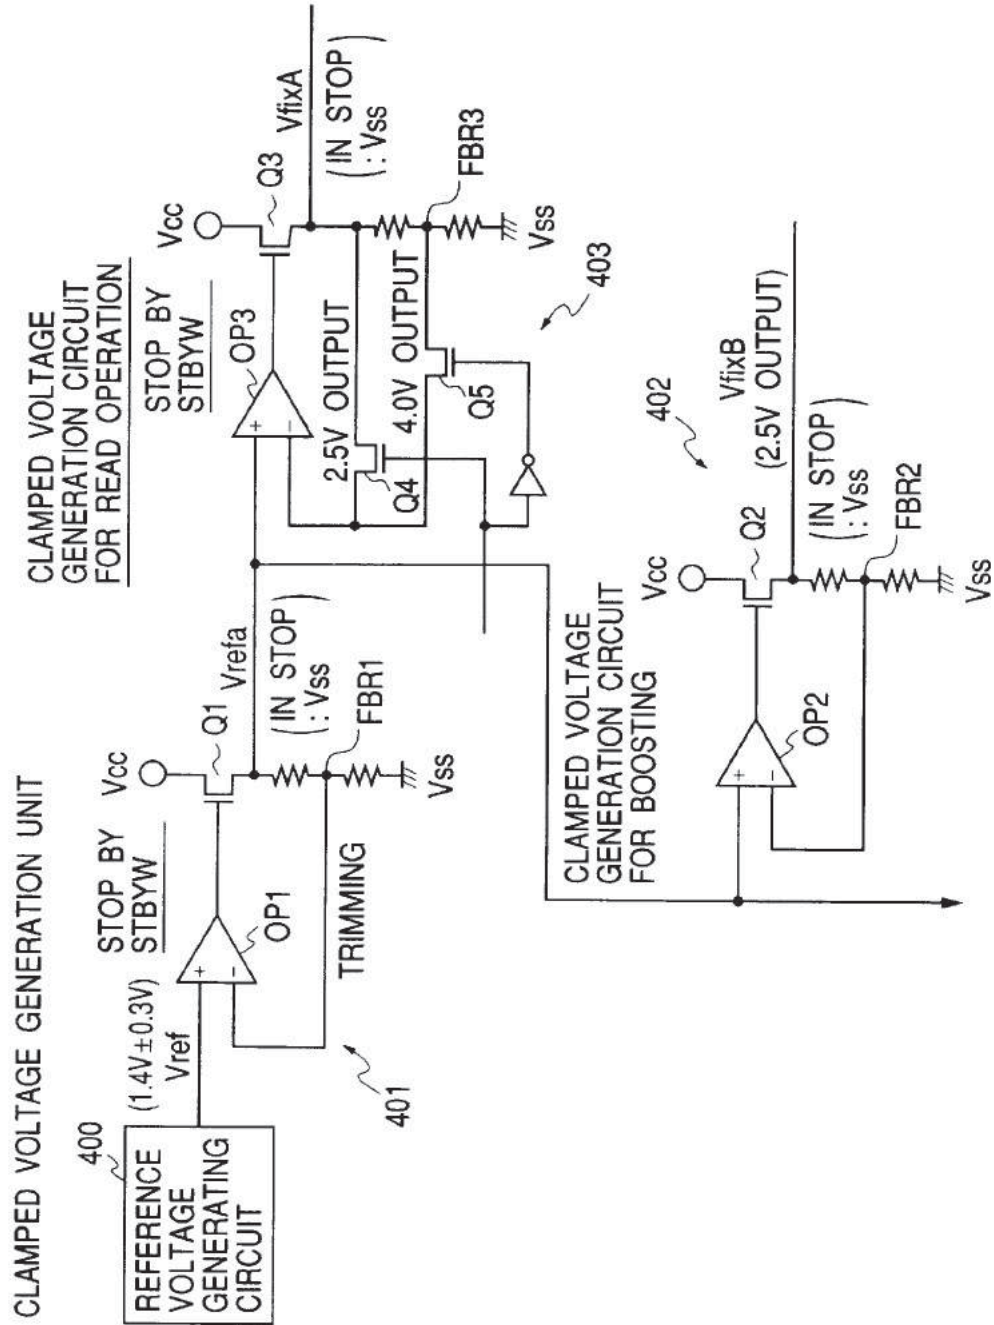 CLAMPED VOLTAGE GENERATION UNIT
400
REFERENCE
VOLTAGE
GENERATING
CIRCUIT
(1.4V±0.3V)
Vref
STOP BY
STBYW
+
-
OP1
401
TRIMMING
Vcc
Q1
Vrefa
(IN STOP
: Vss)
FBR1
Vss
CLAMPED VOLTAGE
GENERATION CIRCUIT
FOR READ OPERATION
STOP BY
STBYW
OP3
+
-
Vcc
Q3
VfixA
(IN STOP
: Vss)
2.5V OUTPUT
Q4
4.0V OUTPUT
Q5
FBR3
Vss
403
CLAMPED VOLTAGE
GENERATION CIRCUIT
FOR BOOSTING
+
-
OP2
Vcc
Q2
402
VfixB
(2.5V OUTPUT)
(IN STOP
: Vss)
FBR2
Vss